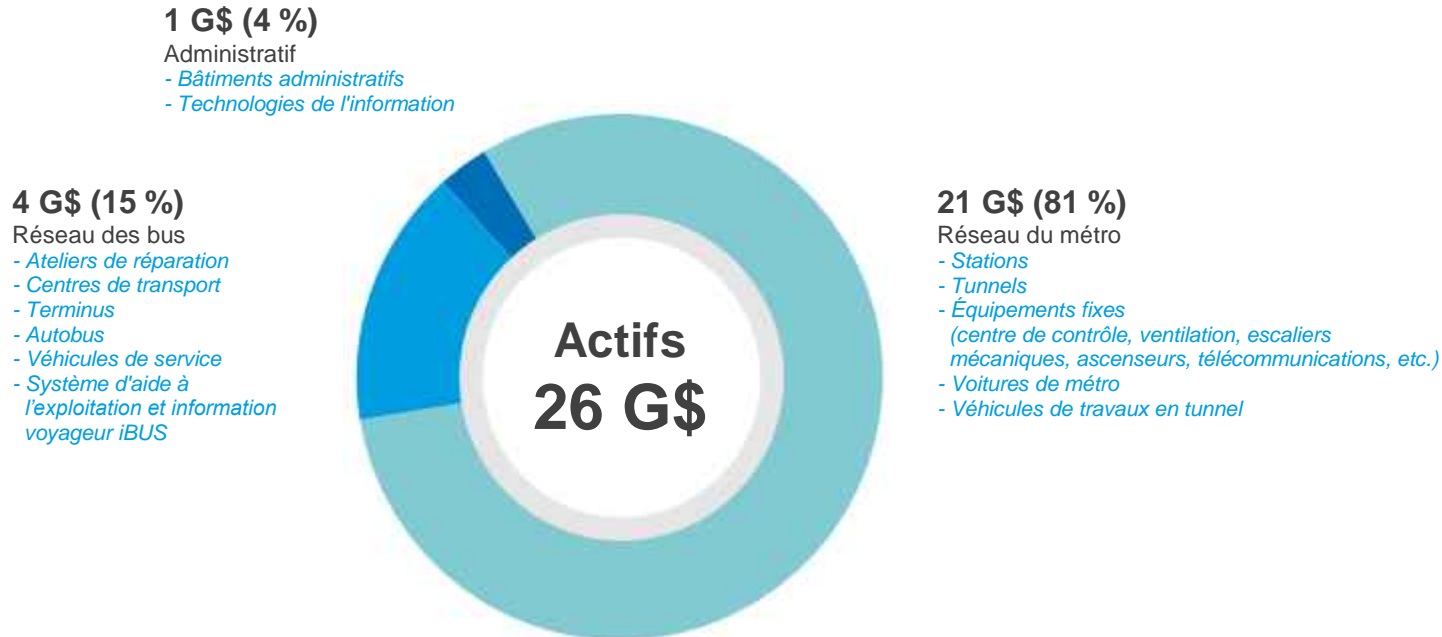 1 G$ (4 %)
Administratif
- Bâtiments administratifs
- Technologies de l'information
4 G$ (15 %)
Réseau des bus
- Ateliers de réparation
- Centres de transport
- Terminus
- Autobus
- Véhicules de service
- Système d'aide à
l'exploitation et information
voyageur iBUS
Actifs
26 G$
21 G$ (81 %)
Réseau du métro
- Stations
- Tunnels
- Équipements fixes
(centre de contrôle, ventilation, escaliers
mécaniques, ascenseurs, télécommunications, etc.)
- Voitures de métro
- Véhicules de travaux en tunnel